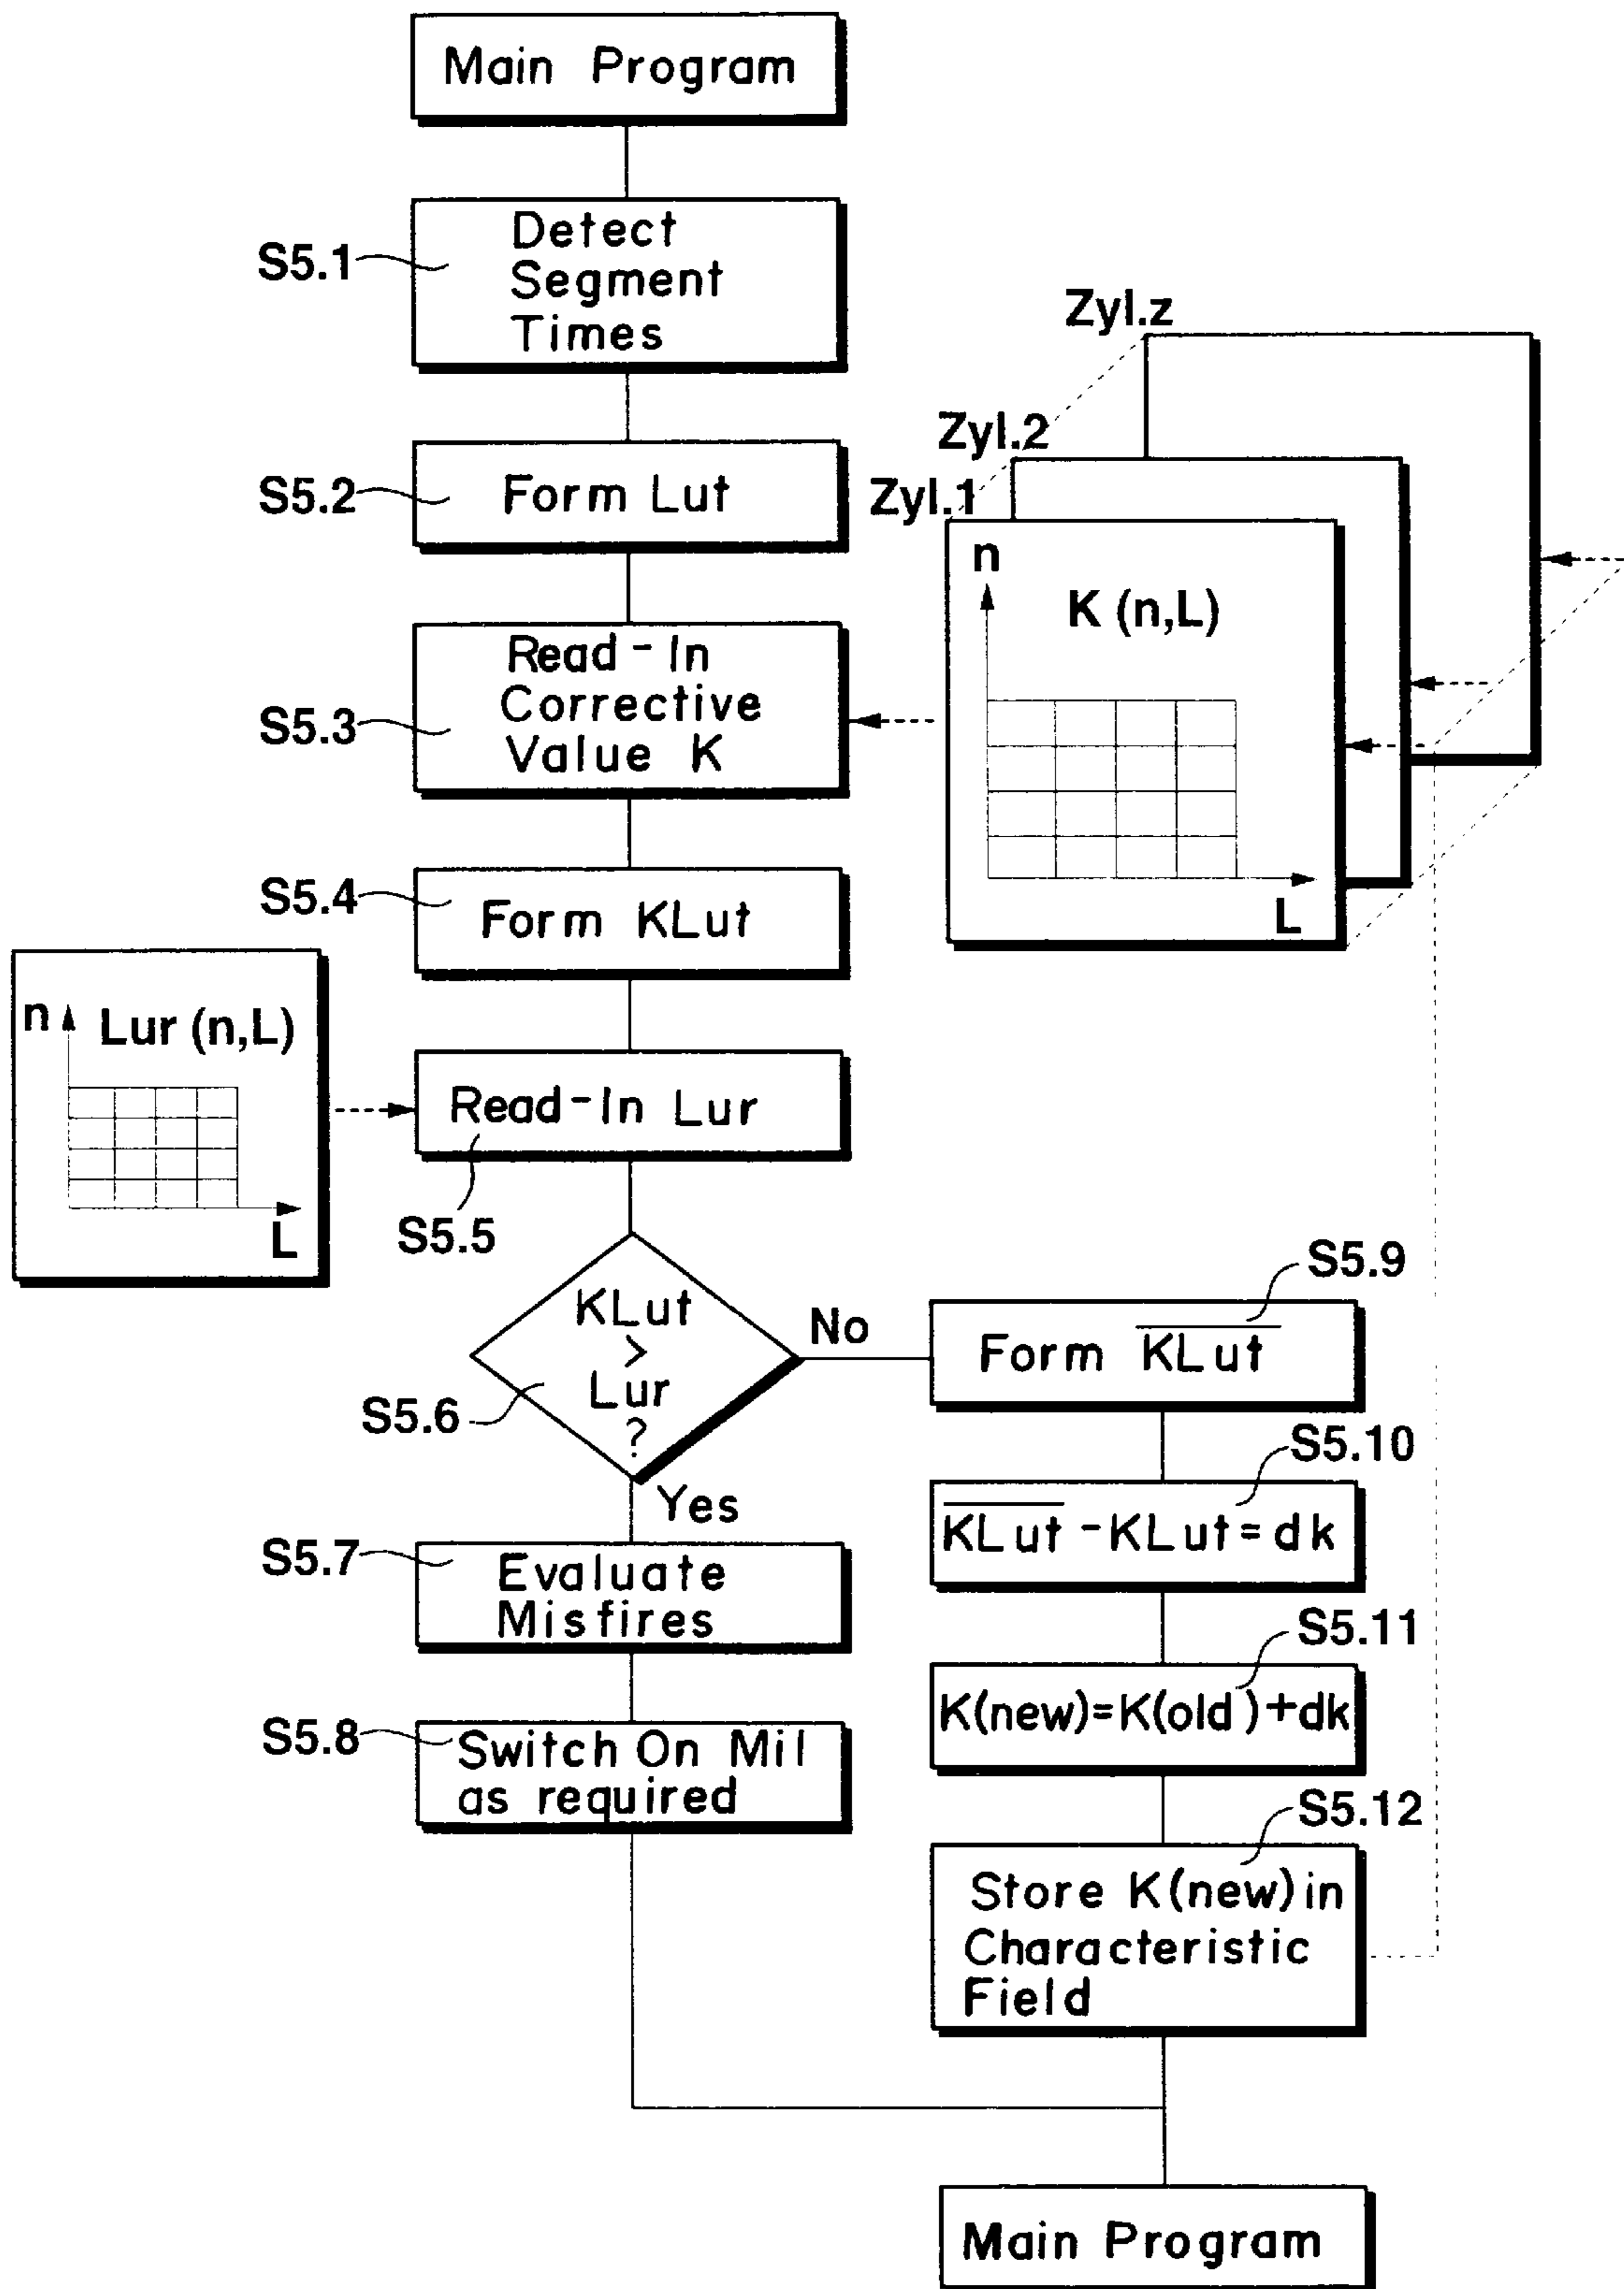 Main Program
S5.1
Detect
Segment
Times
S5.2
Form Lut
S5.3
Read-In
Corrective
Value K
Zyl.z
Zyl.2
Zyl.1
n
K (n,L)
L
S5.4
Form KLut
n
Lur (n,L)
L
Read-In Lur
S5.5
KLut
>
Lur
?
S5.6
No
Yes
S5.7
Evaluate
Misfires
S5.8
Switch On Mil
as required
S5.9
Form K̅L̅u̅t̅
S5.10
K̅L̅u̅t̅ - KLut = dk
S5.11
K(new)=K(old)+dk
S5.12
Store K(new) in
Characteristic
Field
Main Program